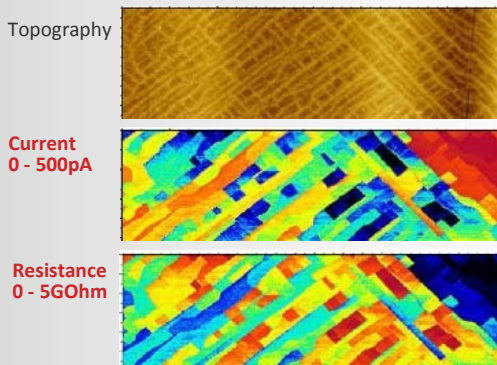 Topography
Current
0 - 500pA
Resistance
0 - 5GOhm